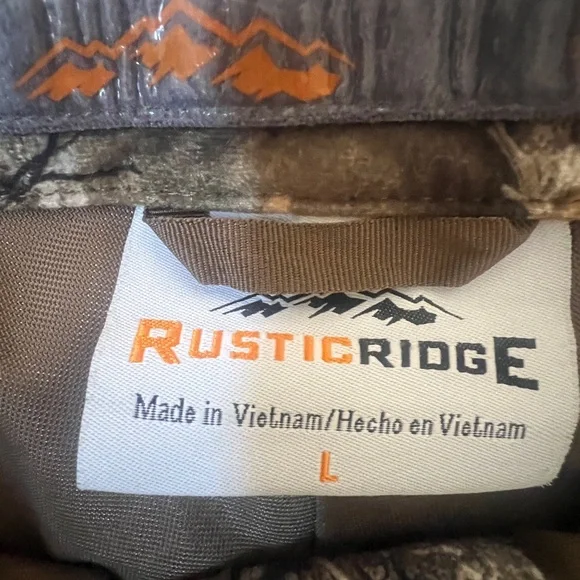 RUSTICRIDGE
Made in Vietnam/Hecho en Vietnam
L